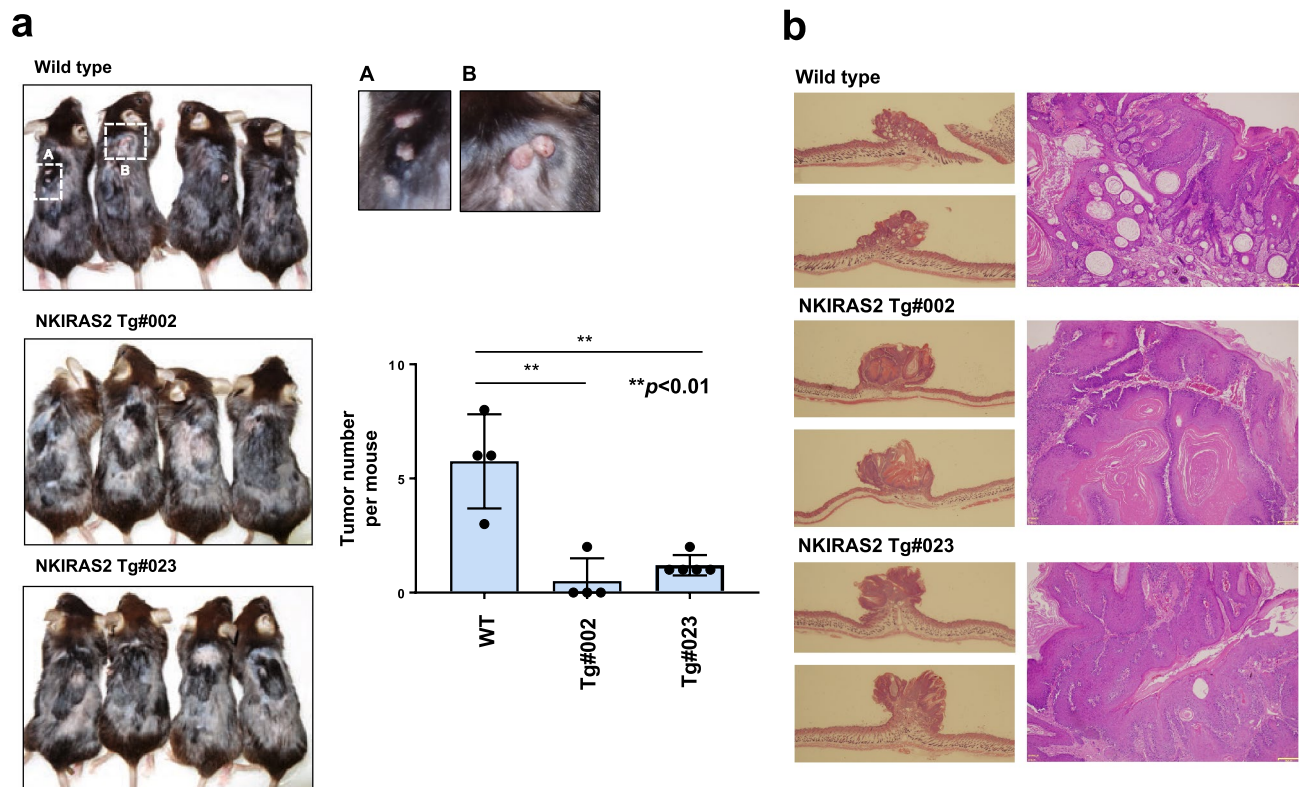 a
Wild type
A
B
A
B
NKIRAS2 Tg#002
NKIRAS2 Tg#023
Tumor number
per mouse
10
5
0
**
**
**p<0.01
WT
Tg#002
Tg#023
b
Wild type
NKIRAS2 Tg#002
NKIRAS2 Tg#023